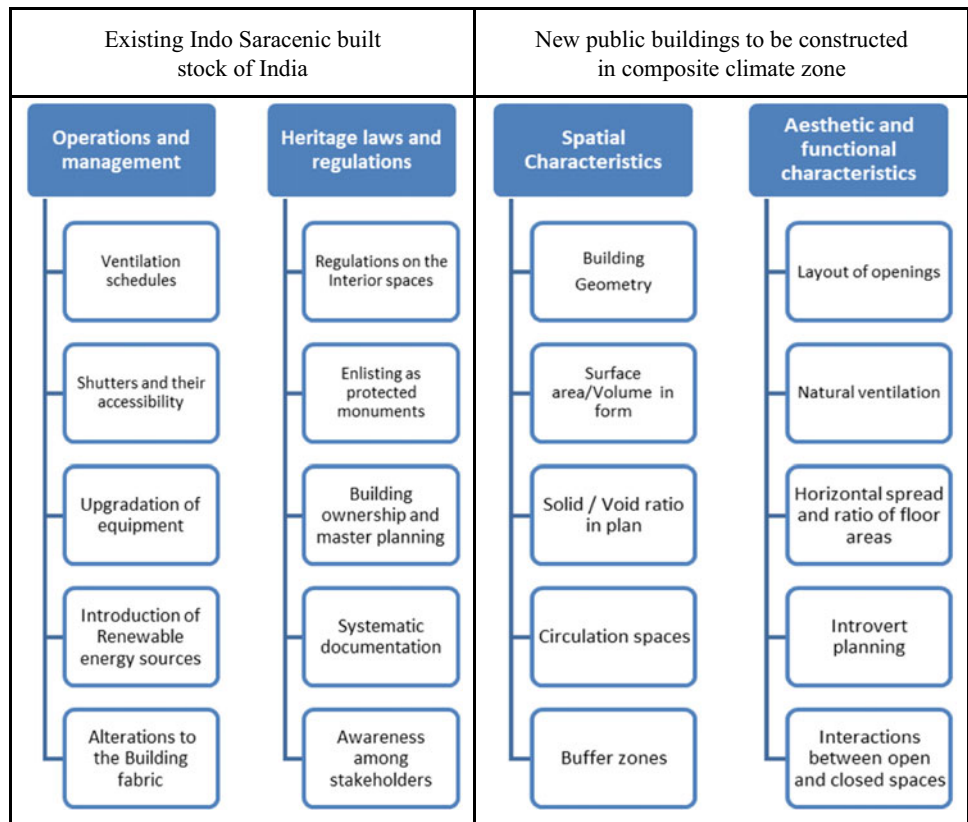 Existing Indo Saracenic built
stock of India
New public buildings to be constructed
in composite climate zone
Operations and
management
Ventilation
schedules
Shutters and their
accessibility
Upgradation of
equipment
Introduction of
Renewable
energy sources
Alterations to
the Building
fabric
Heritage laws and
regulations
Regulations on the
Interior spaces
Enlisting as
protected
monuments
Building
ownership and
master planning
Systematic
documentation
Awareness
among
stakeholders
Spatial
Characteristics
Building
Geometry
Surface
area/Volume in
form
Solid / Void ratio
in plan
Circulation spaces
Buffer zones
Aesthetic and
functional
characteristics
Layout of openings
Natural ventilation
Horizontal spread
and ratio of floor
areas
Introvert
planning
Interactions
between open
and closed spaces